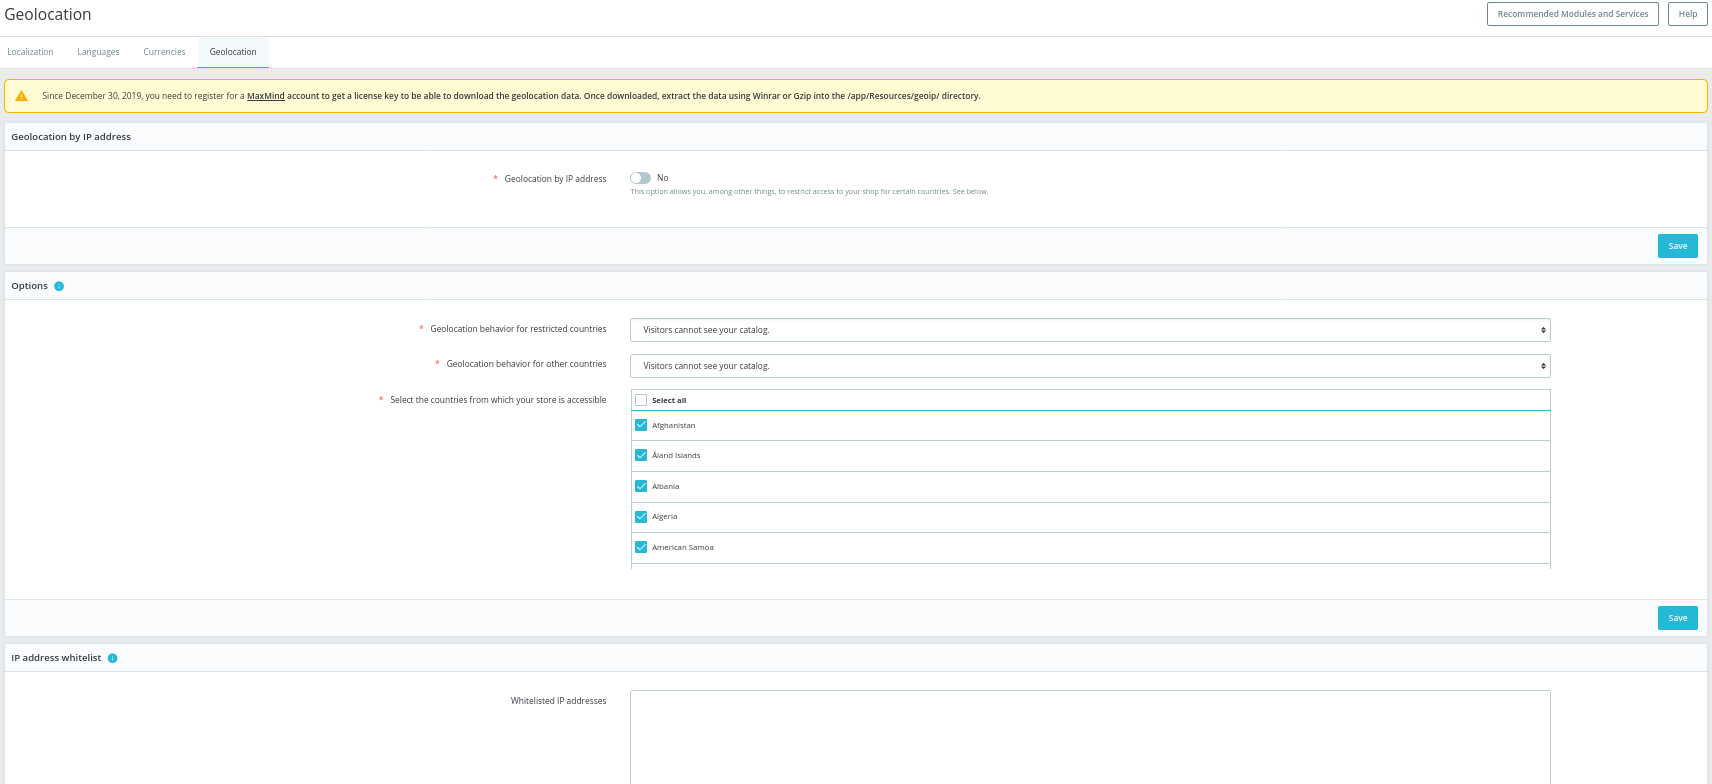 Geolocation
Recommended Modules and Services
Help
Localization
Languages
Currencies
Geolocation
Since December 30, 2019, you need to register for a MaxMind account to get a license key to be able to download the geolocation data. Once downloaded, extract the data using Winrar or Gzip into the /app/Resources/geoip/ directory.
Geolocation by IP address
* Geolocation by IP address
No
This option allows you, among other things, to restrict access to your shop for certain countries. See below.
Save
Options
* Geolocation behavior for restricted countries
Visitors cannot see your catalog.
* Geolocation behavior for other countries
Visitors cannot see your catalog.
* Select the countries from which your store is accessible
Select all
Afghanistan
Åland Islands
Albania
Algeria
American Samoa
Save
IP address whitelist
Whitelisted IP addresses